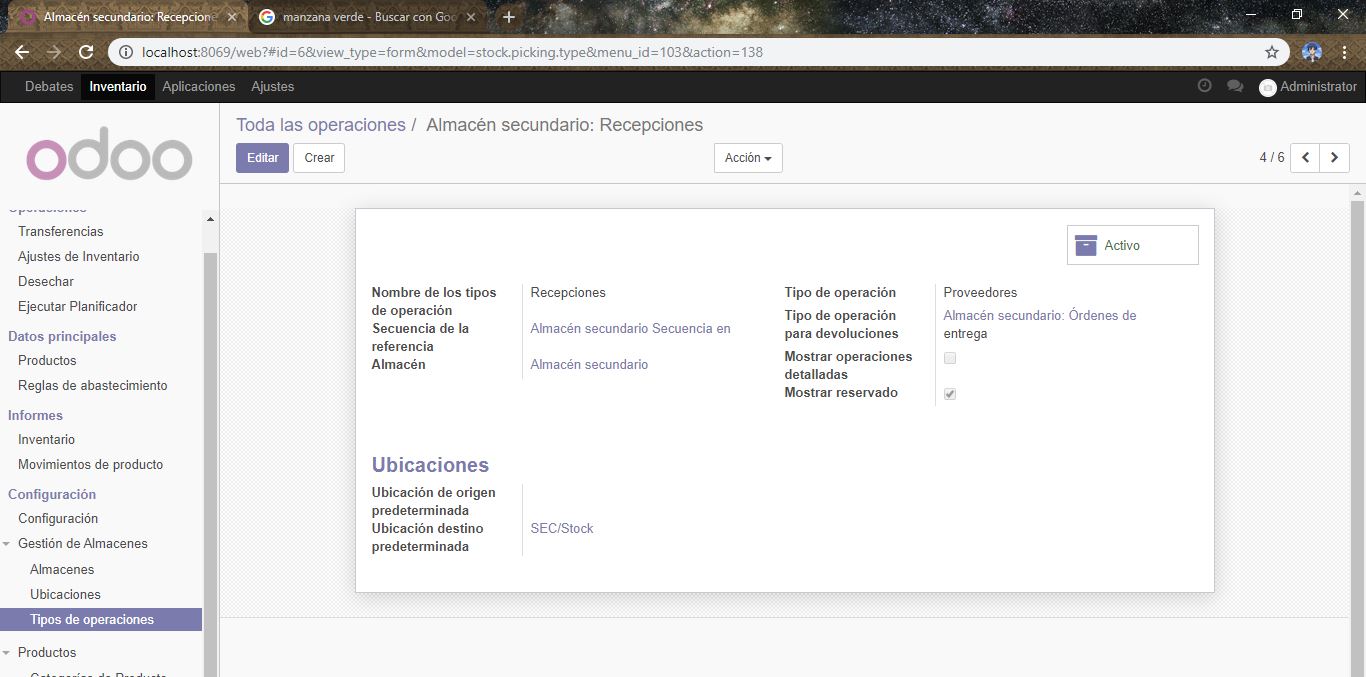 Almacén secundario: Recepcione
manzana verde - Buscar con Goo
localhost:8069/web?#id=6&view_type=form&model=stock.picking.type&menu_id=103&action=138
Debates Inventario Aplicaciones Ajustes Administrator
odoo
Toda las operaciones / Almacén secundario: Recepciones
Editar Crear Acción 4 / 6
Operaciones
Transferencias
Ajustes de Inventario
Desechar
Ejecutar Planificador
Datos principales
Productos
Reglas de abastecimiento
Informes
Inventario
Movimientos de producto
Configuración
Configuración
Gestión de Almacenes
Almacenes
Ubicaciones
Tipos de operaciones
Productos
Categorías de Producto
Activo
Nombre de los tipos
de operación
Recepciones
Secuencia de la
referencia
Almacén secundario Secuencia en
Almacén
Almacén secundario
Tipo de operación
Proveedores
Tipo de operación
para devoluciones
Almacén secundario: Órdenes de
entrega
Mostrar operaciones
detalladas
Mostrar reservado
Ubicaciones
Ubicación de origen
predeterminada
Ubicación destino
predeterminada
SEC/Stock